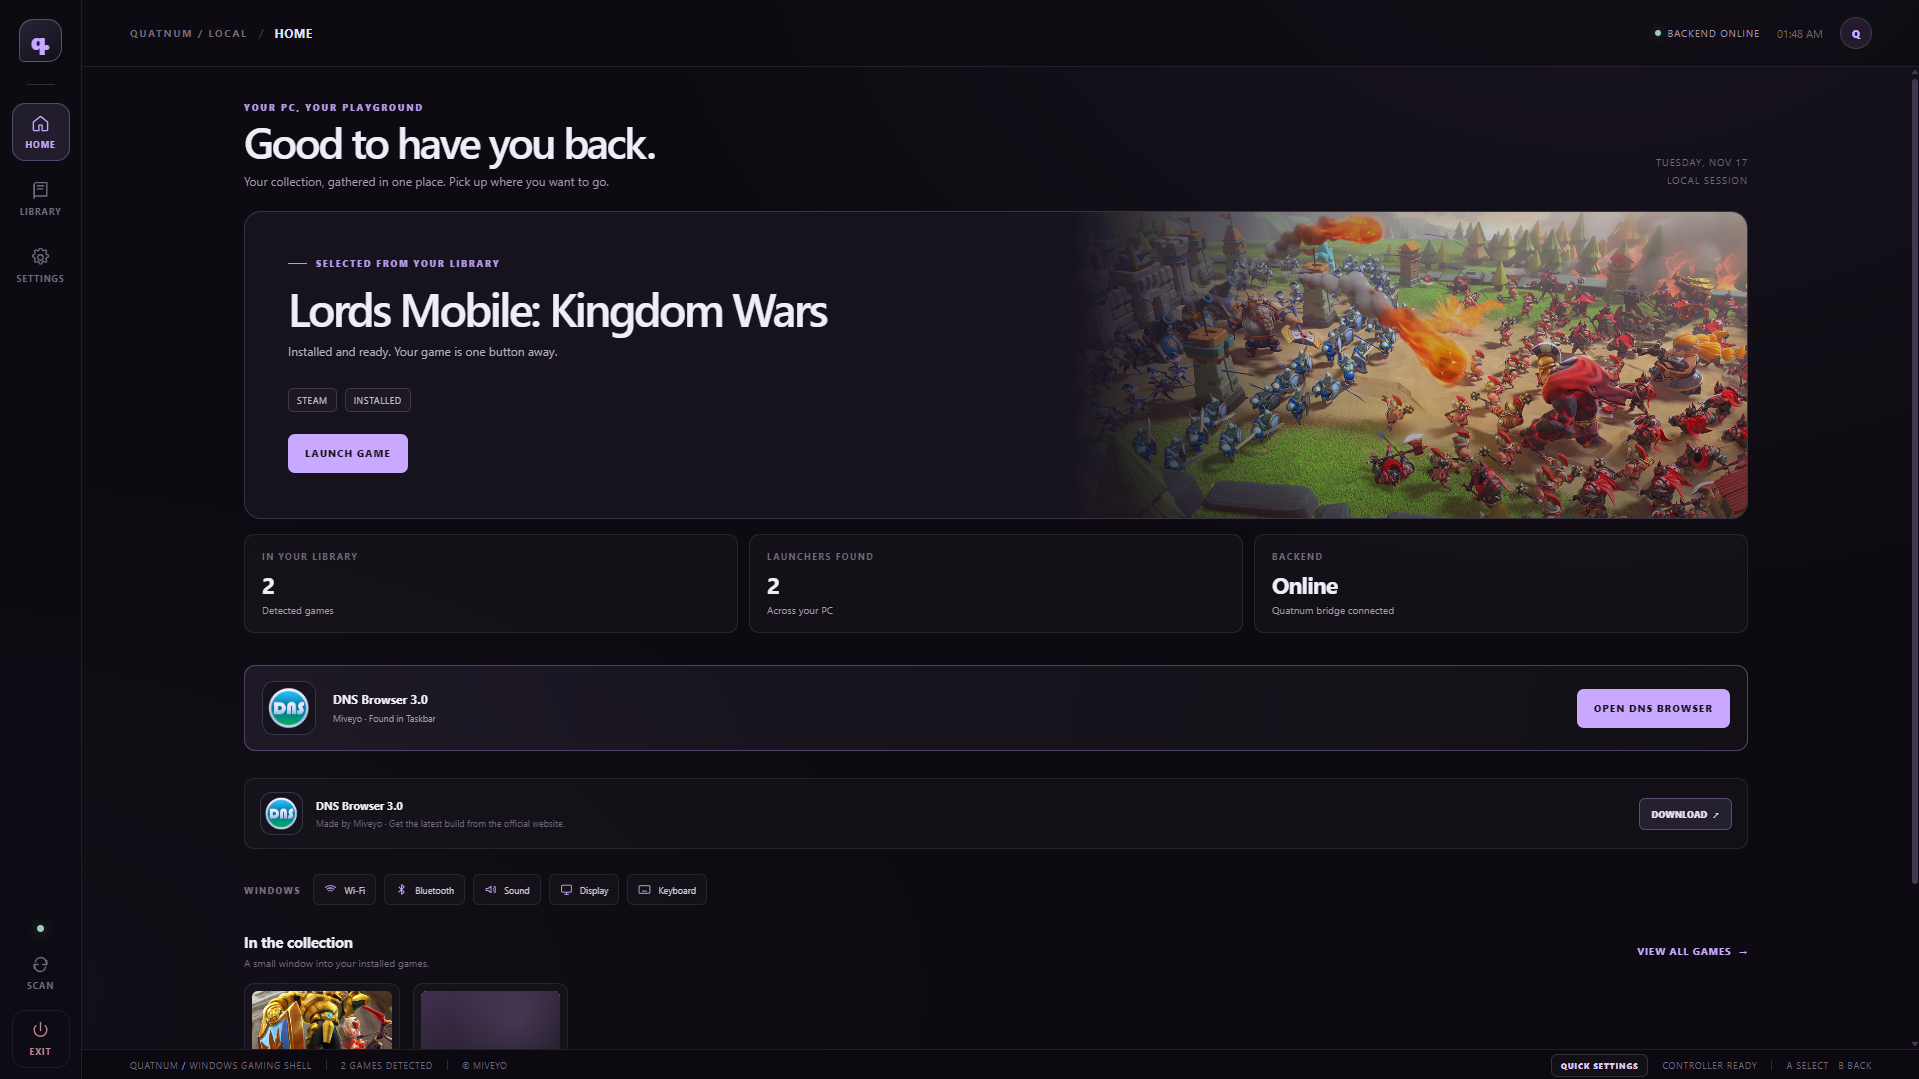 q.
QUATNUM / LOCAL / HOME
BACKEND ONLINE
01:48 AM
Q
HOME
LIBRARY
SETTINGS
YOUR PC, YOUR PLAYGROUND
Good to have you back.
Your collection, gathered in one place. Pick up where you want to go.
TUESDAY, NOV 17
LOCAL SESSION
SELECTED FROM YOUR LIBRARY
Lords Mobile: Kingdom Wars
Installed and ready. Your game is one button away.
STEAM
INSTALLED
LAUNCH GAME
IN YOUR LIBRARY
2
Detected games
LAUNCHERS FOUND
2
Across your PC
BACKEND
Online
Quatnum bridge connected
DNS
DNS Browser 3.0
Miveyo · Found in Taskbar
OPEN DNS BROWSER
DNS
DNS Browser 3.0
Made by Miveyo · Get the latest build from the official website.
DOWNLOAD ↗
WINDOWS
Wi-Fi
Bluetooth
Sound
Display
Keyboard
In the collection
A small window into your installed games.
VIEW ALL GAMES →
SCAN
EXIT
QUATNUM / WINDOWS GAMING SHELL
2 GAMES DETECTED
© MIVEYO
QUICK SETTINGS
CONTROLLER READY
A SELECT
B BACK